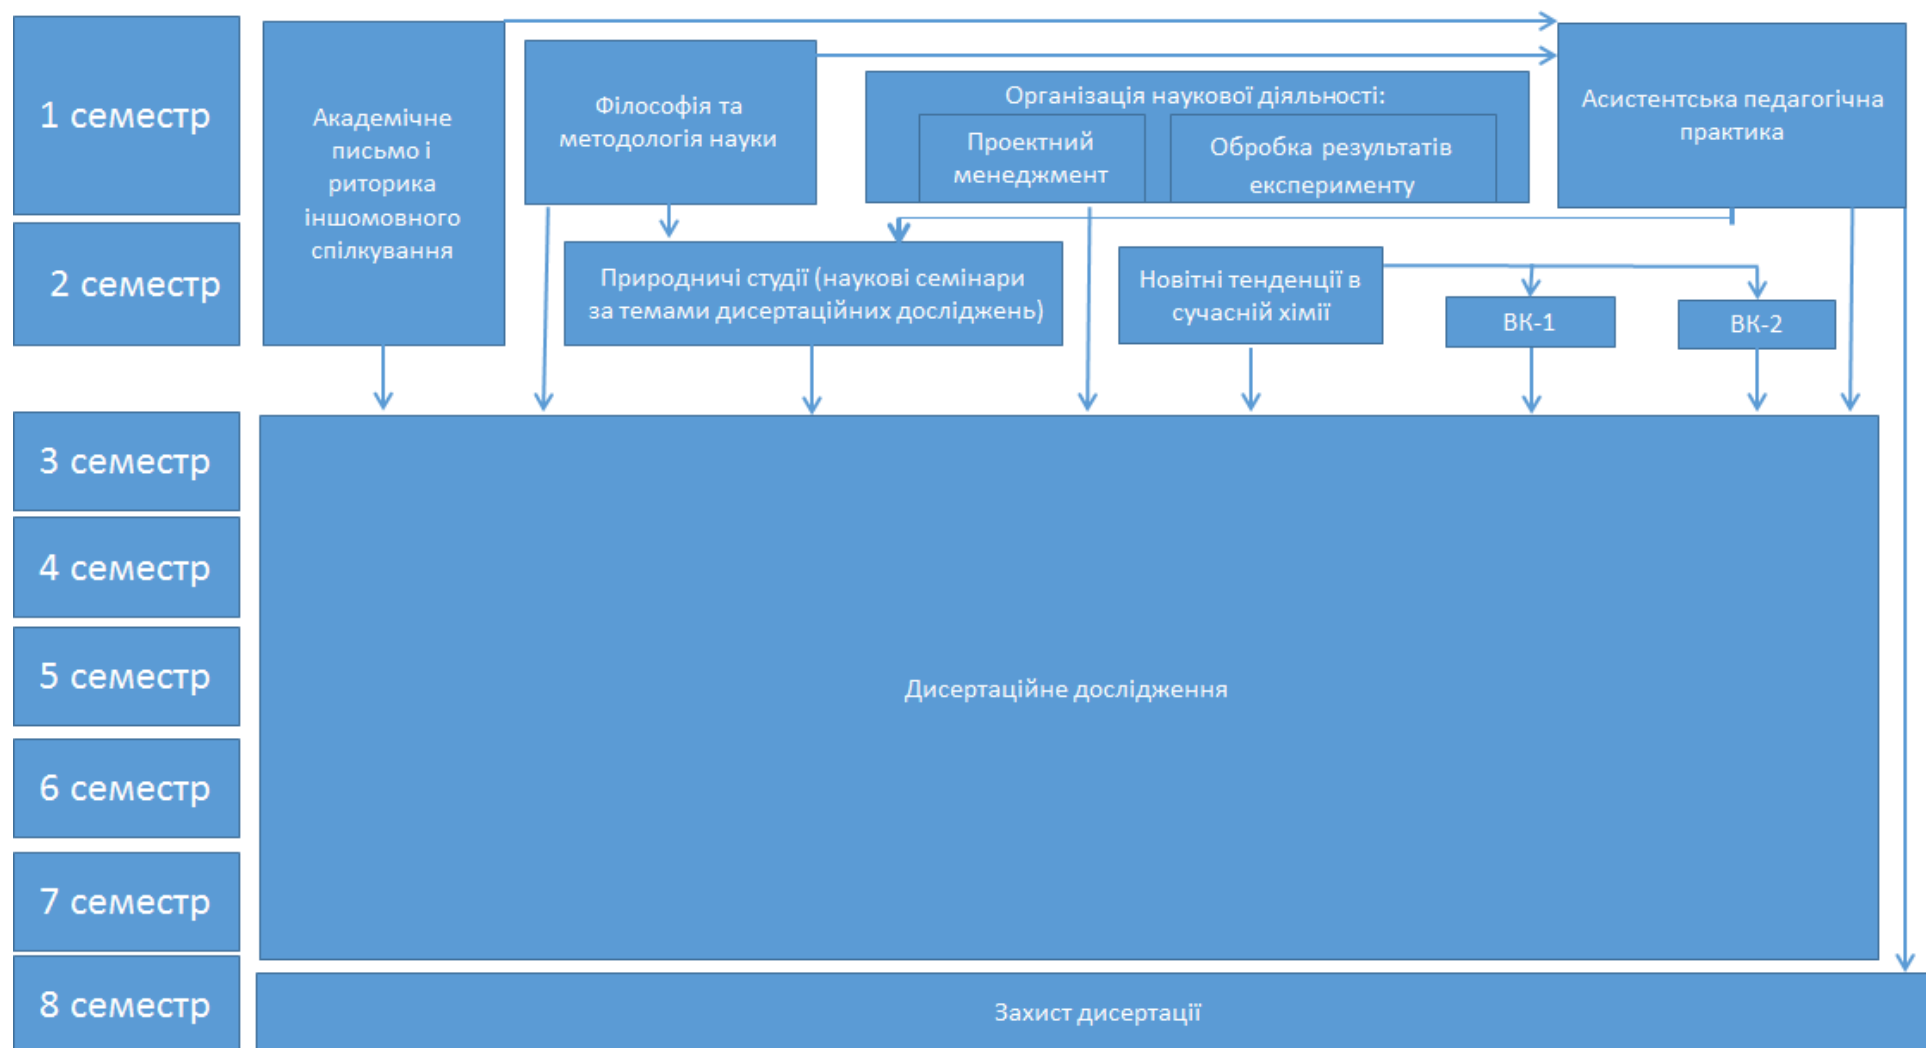 1 семестр
Академічне
письмо і
риторика
іншомовного
спілкування
Філософія та
методологія науки
Організація наукової діяльності:
Проектний
менеджмент
Обробка результатів
експерименту
Асистентська педагогічна
практика
2 семестр
Природничі студії (наукові семінари
за темами дисертаційних досліджень)
Новітні тенденції в
сучасній хімії
ВК-1
ВК-2
3 семестр
4 семестр
5 семестр
Дисертаційне дослідження
6 семестр
7 семестр
8 семестр
Захист дисертації